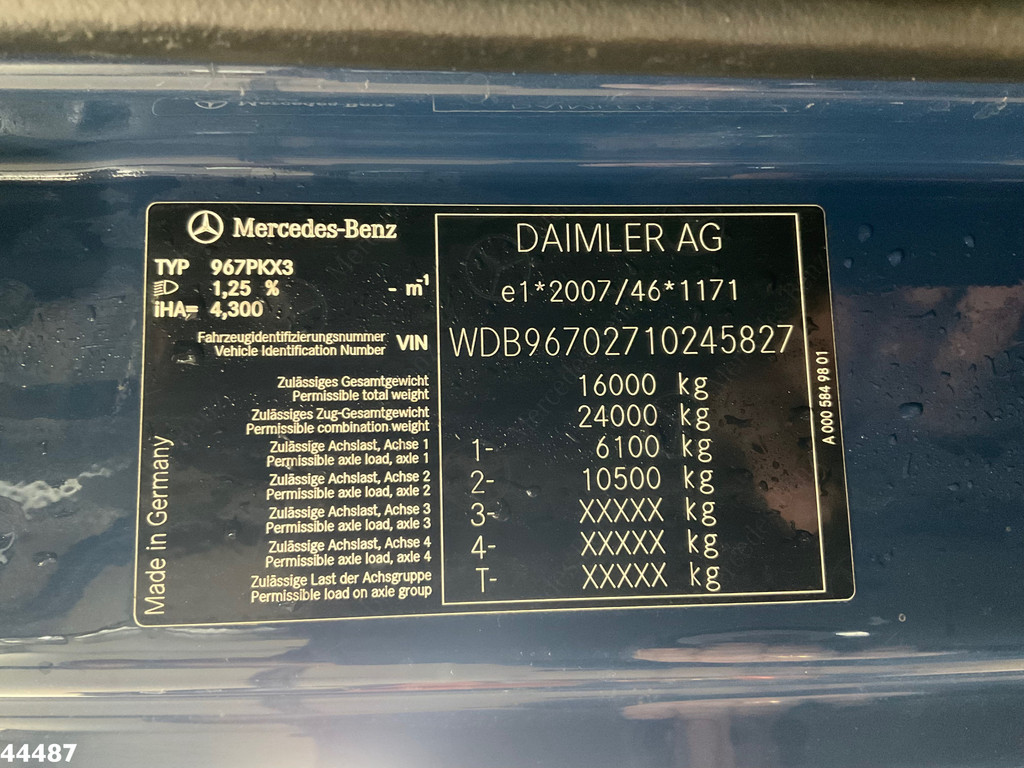 Mercedes-Benz
DAIMLER AG
TYP 967PKX3
1,25 % - m-1
iHA= 4,300
e1*2007/46*1171
Fahrzeugidentifizierungsnummer
Vehicle Identification Number VIN WDB96702710245827
Zulässiges Gesamtgewicht
Permissible total weight 16000 kg
Zulässiges Zug-Gesamtgewicht
Permissible combination weight 24000 kg
Zulässige Achslast, Achse 1
Permissible axle load, axle 1 1- 6100 kg
Zulässige Achslast, Achse 2
Permissible axle load, axle 2 2- 10500 kg
Zulässige Achslast, Achse 3
Permissible axle load, axle 3 3- XXXXX kg
Zulässige Achslast, Achse 4
Permissible axle load, axle 4 4- XXXXX kg
Zulässige Last der Achsgruppe
Permissible load on axle group T- XXXXX kg
Made in Germany
A 000 584 98 01
44487